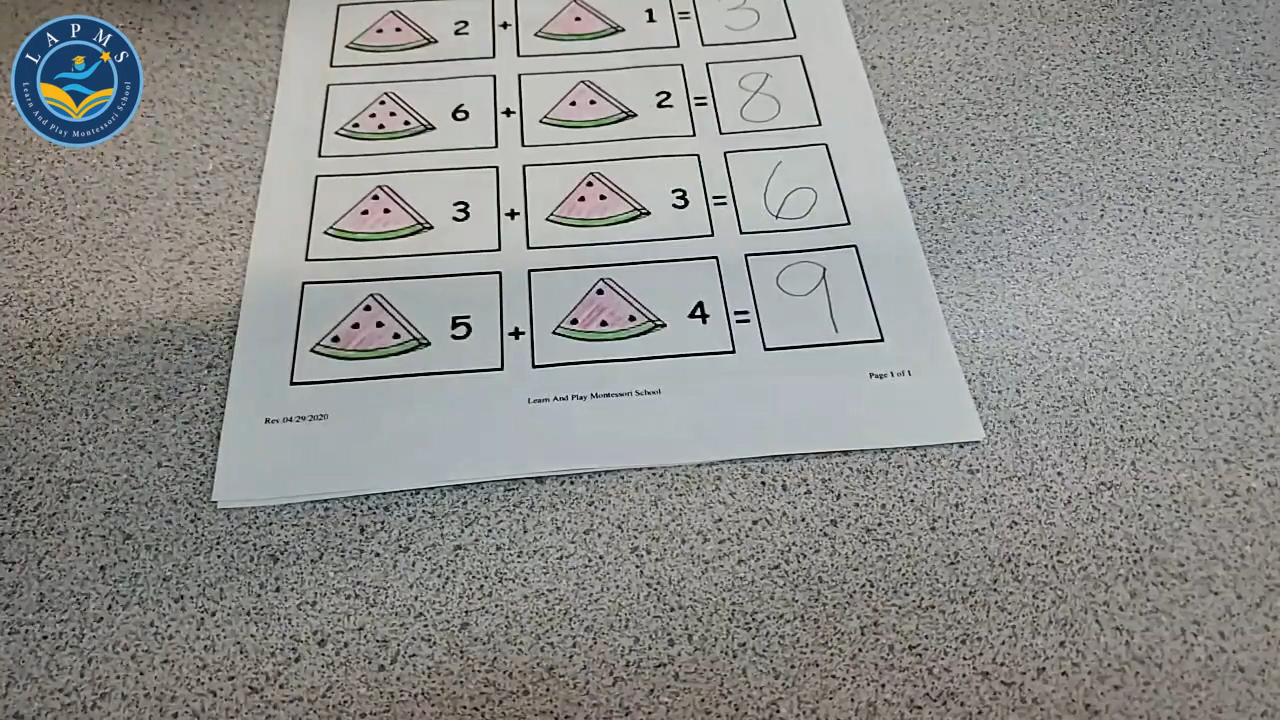 LAPMS
Learn And Play Montessori School
2 + 1 = 3
6 + 2 = 8
3 + 3 = 6
5 + 4 = 9
Rev.04/29/2020 Learn And Play Montessori School Page 1 of 1